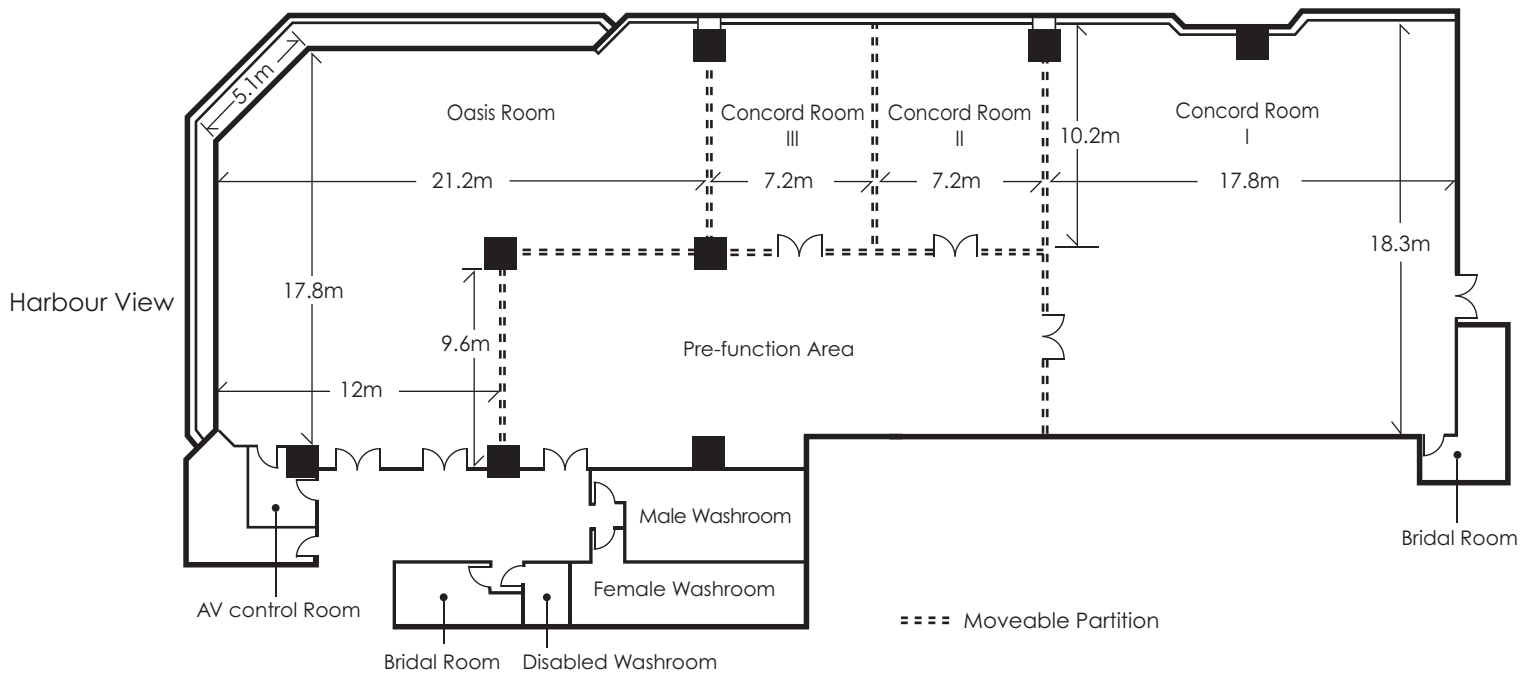 5.1m
Oasis Room
Concord Room
III
Concord Room
II
Concord Room
I
10.2m
21.2m
7.2m
7.2m
17.8m
18.3m
17.8m
Harbour View
9.6m
Pre-function Area
12m
Male Washroom
Bridal Room
Female Washroom
AV control Room
Moveable Partition
Bridal Room
Disabled Washroom